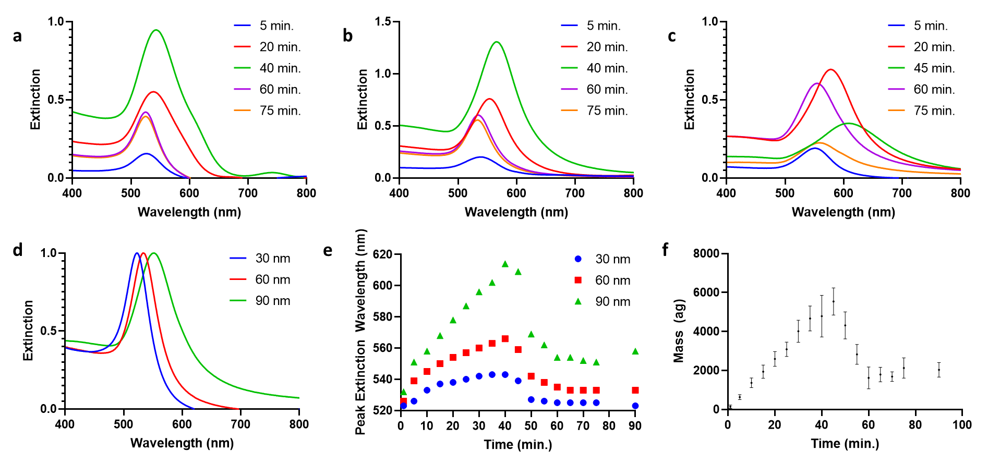 a
1.0
0.5
0.0
Extinction
400 500 600 700 800
Wavelength (nm)
5 min.
20 min.
40 min.
60 min.
75 min.
b
1.5
1.0
0.5
0.0
Extinction
400 500 600 700 800
Wavelength (nm)
5 min.
20 min.
40 min.
60 min.
75 min.
c
1.0
0.5
0.0
Extinction
400 500 600 700 800
Wavelength (nm)
5 min.
20 min.
45 min.
60 min.
75 min.
d
1.0
0.5
0.0
Extinction
400 500 600 700 800
Wavelength (nm)
30 nm
60 nm
90 nm
e
620
600
580
560
540
520
Peak Extinction Wavelength (nm)
0 10 20 30 40 50 60 70 80 90
Time (min.)
30 nm
60 nm
90 nm
f
8000
6000
4000
2000
0
Mass (ag)
0 20 40 60 80 100
Time (min.)